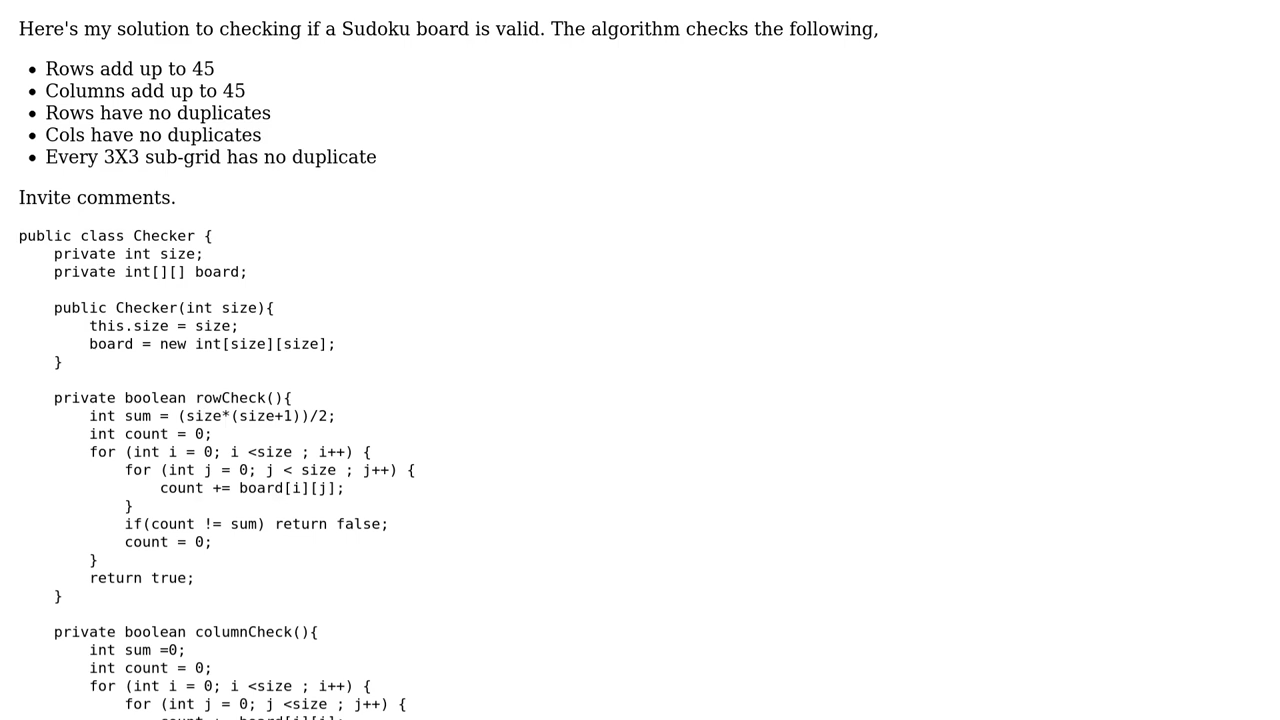 Here's my solution to checking if a Sudoku board is valid. The algorithm checks the following,
• Rows add up to 45
• Columns add up to 45
• Rows have no duplicates
• Cols have no duplicates
• Every 3X3 sub-grid has no duplicate
Invite comments.
public class Checker {
    private int size;
    private int[][] board;

    public Checker(int size){
        this.size = size;
        board = new int[size][size];
    }

    private boolean rowCheck(){
        int sum = (size*(size+1))/2;
        int count = 0;
        for (int i = 0; i <size ; i++) {
            for (int j = 0; j < size ; j++) {
                count += board[i][j];
            }
            if(count != sum) return false;
            count = 0;
        }
        return true;
    }

    private boolean columnCheck(){
        int sum =0;
        int count = 0;
        for (int i = 0; i <size ; i++) {
            for (int j = 0; j <size ; j++) {